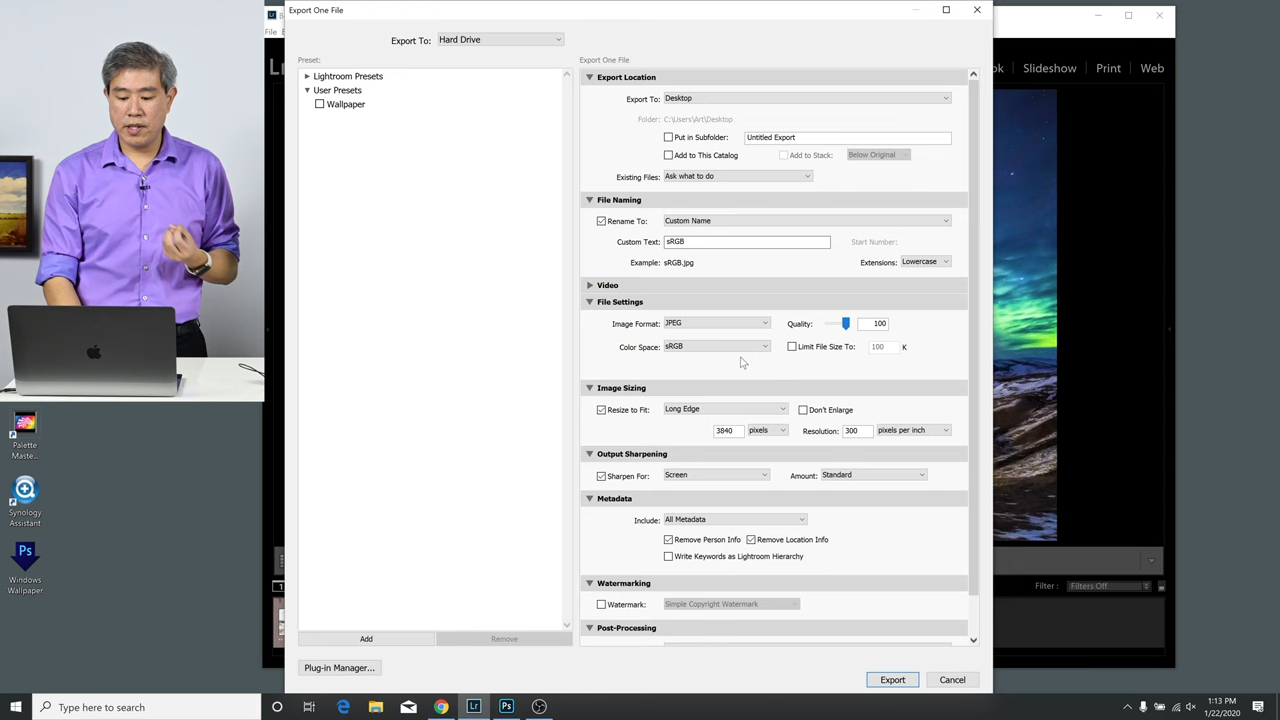 Export One File
Export To: Hard Drive
Preset:
Lightroom Presets
User Presets
Wallpaper
Add
Remove
Plug-in Manager...
Export One File
Export Location
Export To: Desktop
Folder: C:\Users\Art\Desktop
Put in Subfolder: Untitled Export
Add to This Catalog Add to Stack: Below Original
Existing Files: Ask what to do
File Naming
Rename To: Custom Name
Custom Text: sRGB Start Number:
Example: sRGB.jpg Extensions: Lowercase
Video
File Settings
Image Format: JPEG Quality: 100
Color Space: sRGB Limit File Size To: 100 K
Image Sizing
Resize to Fit: Long Edge Don't Enlarge
3840 pixels Resolution: 300 pixels per inch
Output Sharpening
Sharpen For: Screen Amount: Standard
Metadata
Include: All Metadata
Remove Person Info Remove Location Info
Write Keywords as Lightroom Hierarchy
Watermarking
Watermark: Simple Copyright Watermark
Post-Processing
Export Cancel
Lr
File
ok Slideshow Print Web
Filter : Filters Off
Palette
Master...
Synology
Assistant
Ps
Windows
Wallpaper
Type here to search
Lr Ps
1:13 PM
1/22/2020